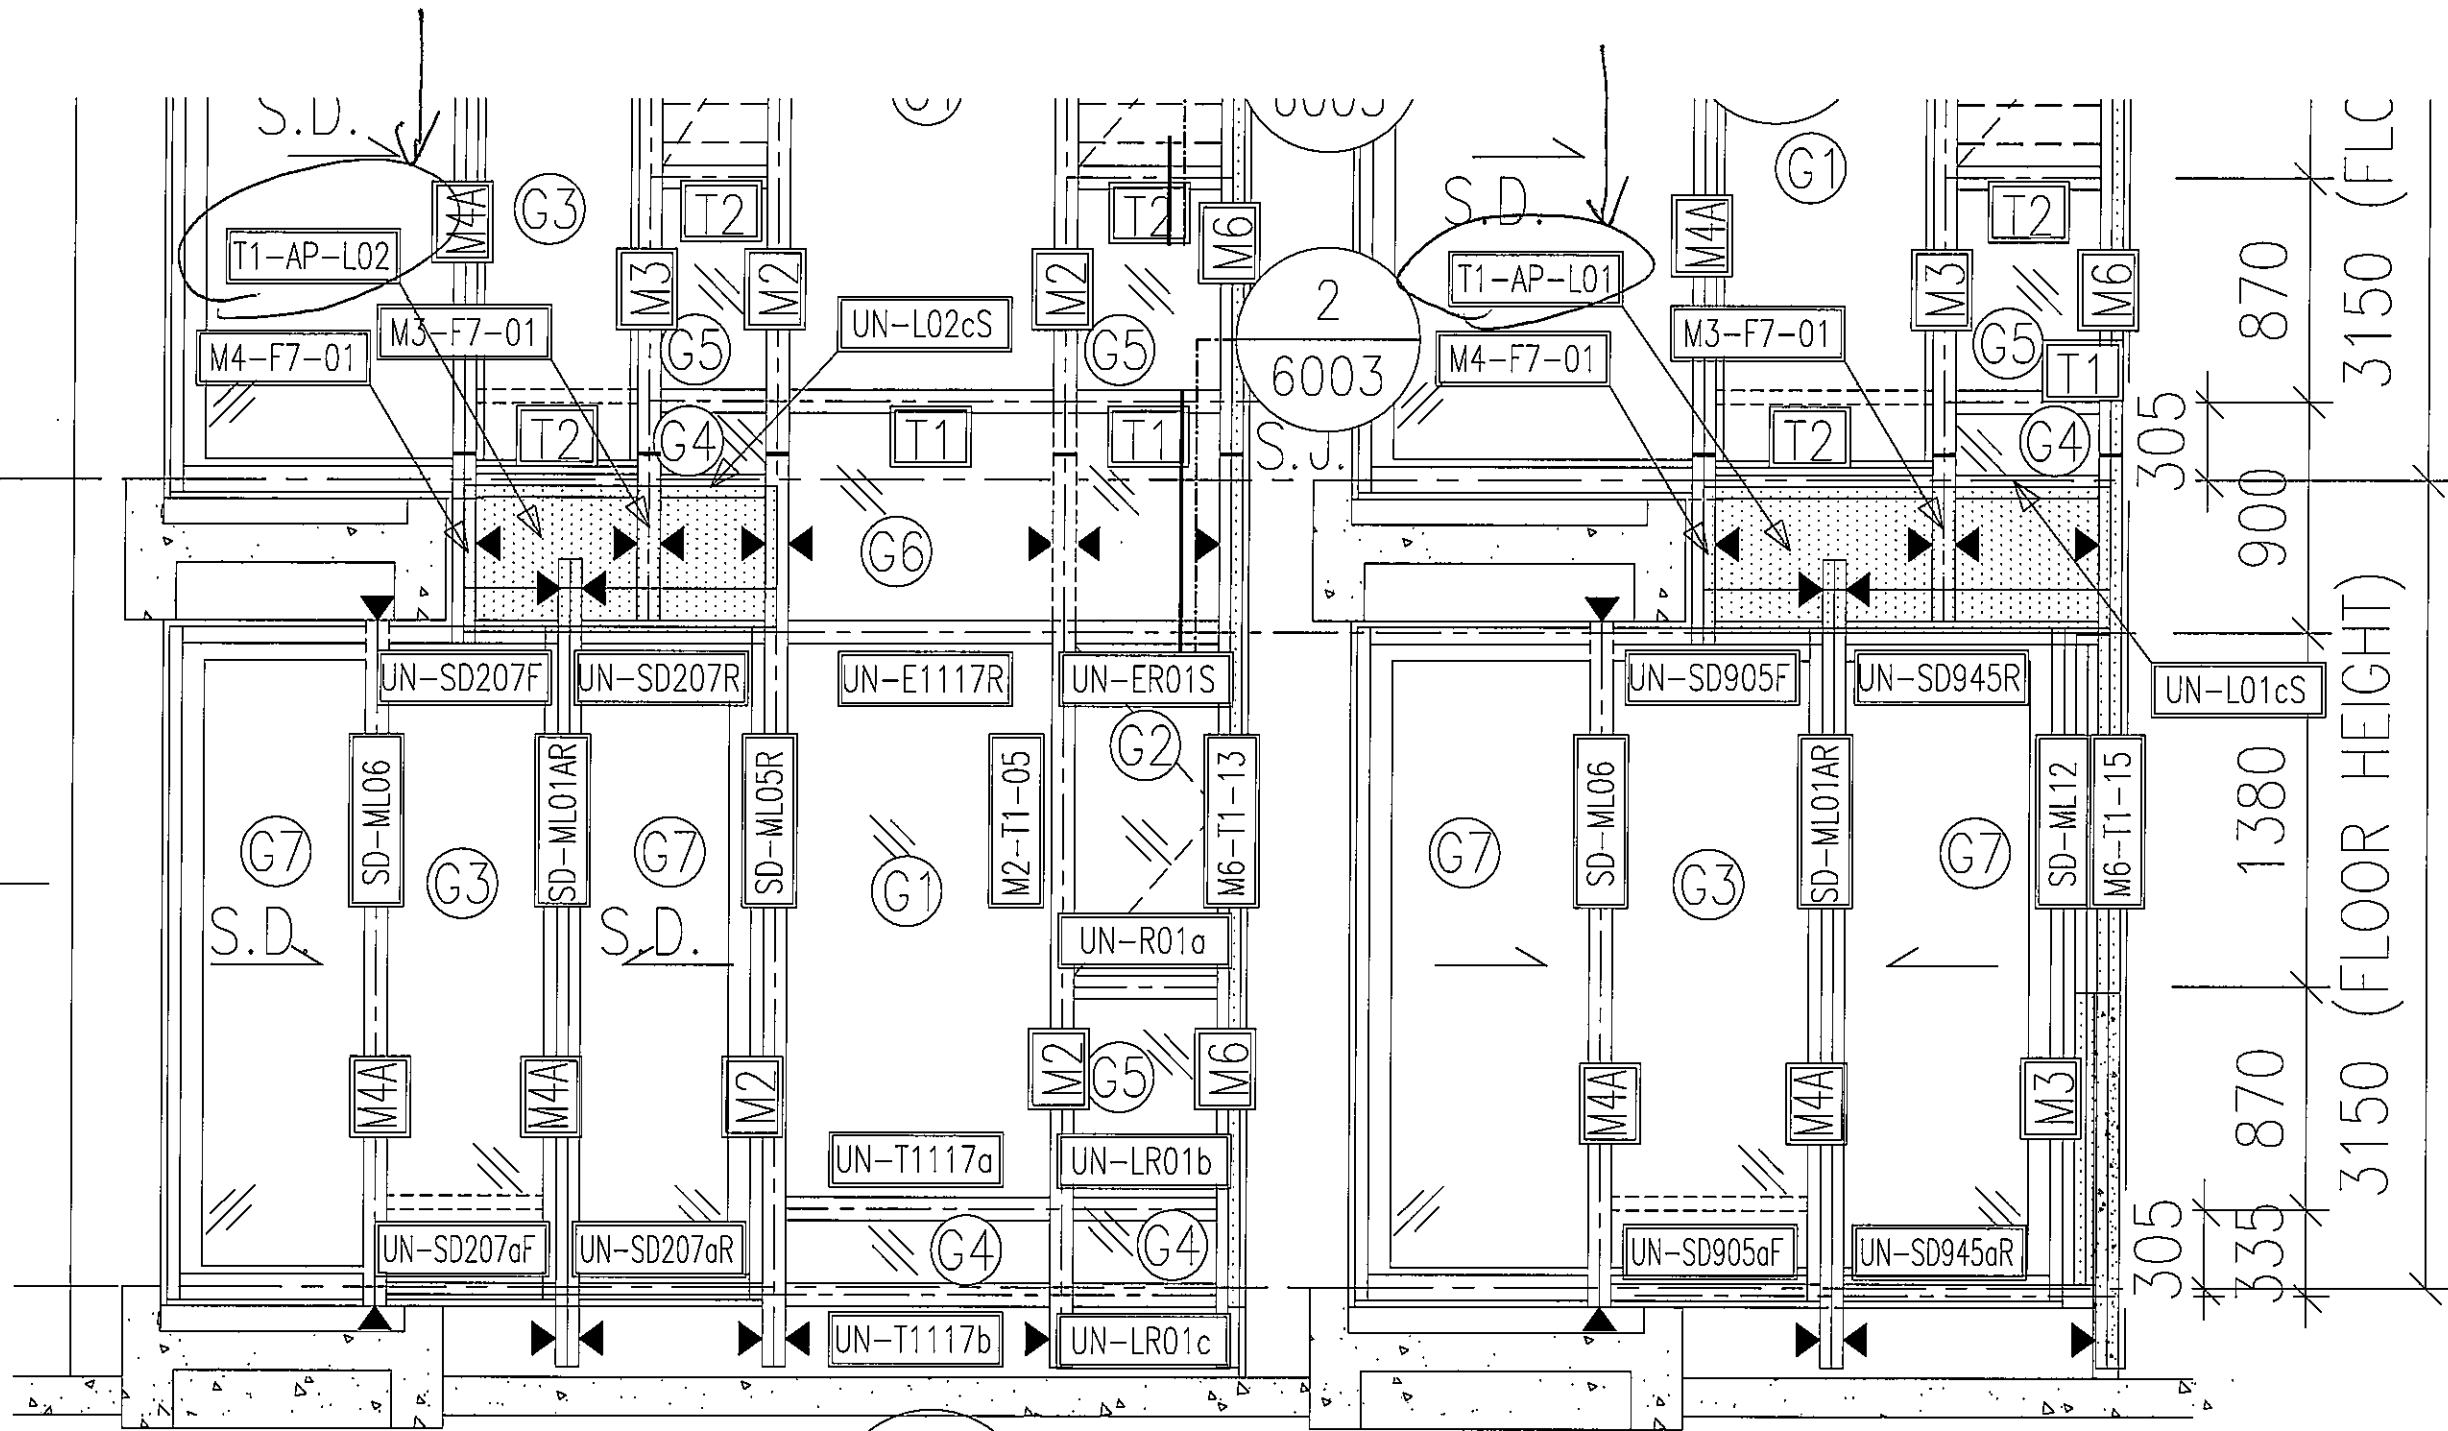 S.D.
G3
M4A
T2
T2
M6
T1-AP-L02
M3
M2
M2
M3-F7-01
UN-L02cS
M4-F7-01
G5
G5
T2
G4
T1
T1
G6
2
6003
S.J.
S.D.
G1
M4A
T2
T1-AP-L01
M3
M6
M3-F7-01
M4-F7-01
G5
T1
T2
G4
UN-SD207F
UN-SD207R
UN-E1117R
UN-ER01S
UN-SD905F
UN-SD945R
UN-L01cS
G2
SD-ML06
SD-ML01AR
SD-ML05R
M2-T1-05
M6-T1-13
SD-ML06
SD-ML01AR
SD-ML12
M6-T1-15
G7
G3
G7
G1
G7
G3
G7
S.D.
S.D.
UN-R01a
M4A
M4A
M2
M2
G5
M6
M4A
M4A
M3
UN-T1117a
UN-LR01b
UN-SD207aF
UN-SD207aR
G4
G4
UN-SD905aF
UN-SD945aR
UN-T1117b
UN-LR01c
870
305
900
1380
870
305
335
3150 (FLOOR HEIGHT)
3150